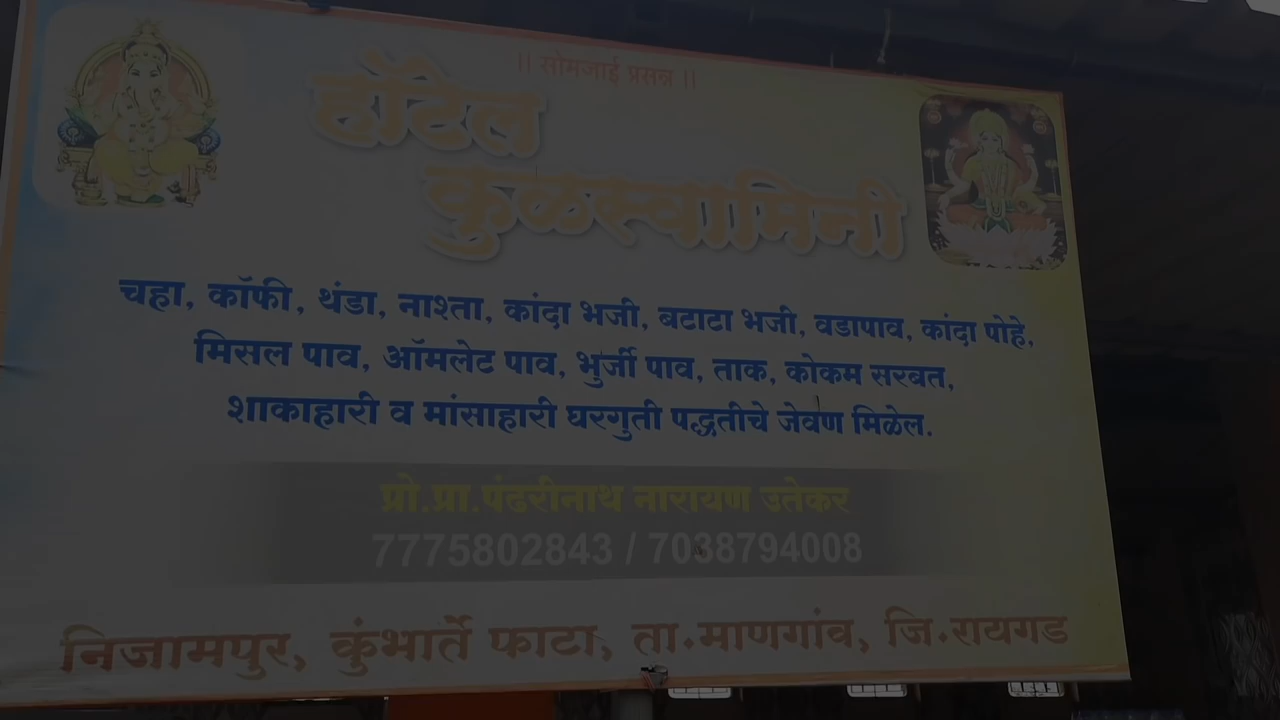 || सोमजाई प्रसन्न ||
हॉटेल
कुळस्वामिनी
चहा, कॉफी, थंडा, नाश्ता, कांदा भजी, बटाटा भजी, वडापाव, कांदा पोहे,
मिसल पाव, ऑमलेट पाव, भुर्जी पाव, ताक, कोकम सरबत,
शाकाहारी व मांसाहारी घरगुती पद्धतीचे जेवण मिळेल.
प्रो.प्रा.पंढरीनाथ नारायण उतेकर
7775802843 / 7038794008
निजामपुर, कुंभार्ते फाटा, ता.माणगांव, जि.रायगड